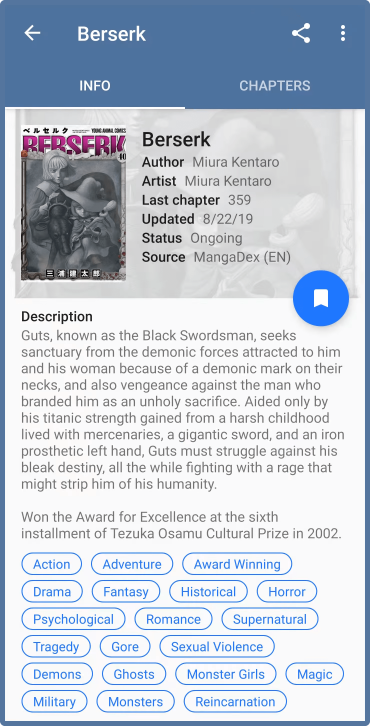 Berserk
INFO
CHAPTERS
ベルセルク
YOUNG ANIMAL COMICS
BERSERK
40
三浦建太郎
Berserk
Author Miura Kentaro
Artist Miura Kentaro
Last chapter 359
Updated 8/22/19
Status Ongoing
Source MangaDex (EN)
Description
Guts, known as the Black Swordsman, seeks
sanctuary from the demonic forces attracted to him
and his woman because of a demonic mark on their
necks, and also vengeance against the man who
branded him as an unholy sacrifice. Aided only by
his titanic strength gained from a harsh childhood
lived with mercenaries, a gigantic sword, and an iron
prosthetic left hand, Guts must struggle against his
bleak destiny, all the while fighting with a rage that
might strip him of his humanity.
Won the Award for Excellence at the sixth
installment of Tezuka Osamu Cultural Prize in 2002.
Action Adventure Award Winning
Drama Fantasy Historical Horror
Psychological Romance Supernatural
Tragedy Gore Sexual Violence
Demons Ghosts Monster Girls Magic
Military Monsters Reincarnation